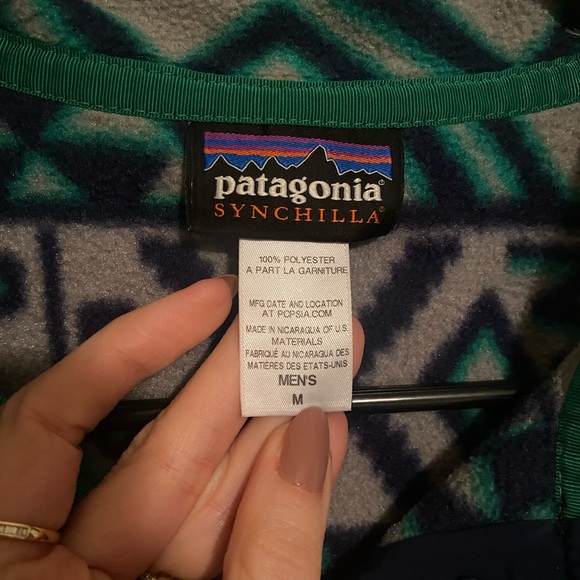 patagonia®
SYNCHILLA®
100% POLYESTER
A PART LA GARNITURE
MFG DATE AND LOCATION
AT PCPSIA.COM
MADE IN NICARAGUA OF U.S.
MATERIALS
FABRIQUÉ AU NICARAGUA DES
MATIÈRES DES ETATS-UNIS
MEN'S
M